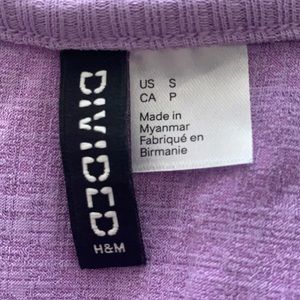 DIVIDED
H&M
US S
CA P
Made in
Myanmar
Fabriqué en
Birmanie